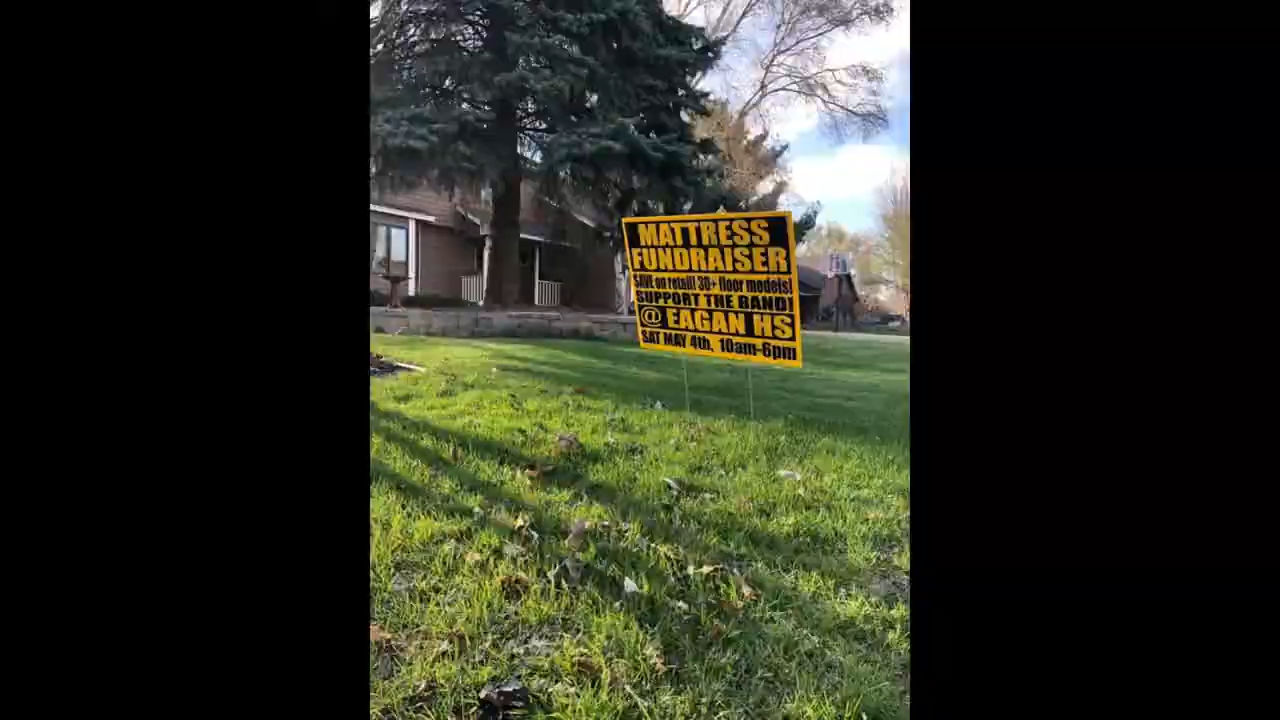 MATTRESS
FUNDRAISER
SAVE on retail! 30+ floor models!
SUPPORT THE BAND!
@ EAGAN HS
SAT MAY 4th, 10am-6pm